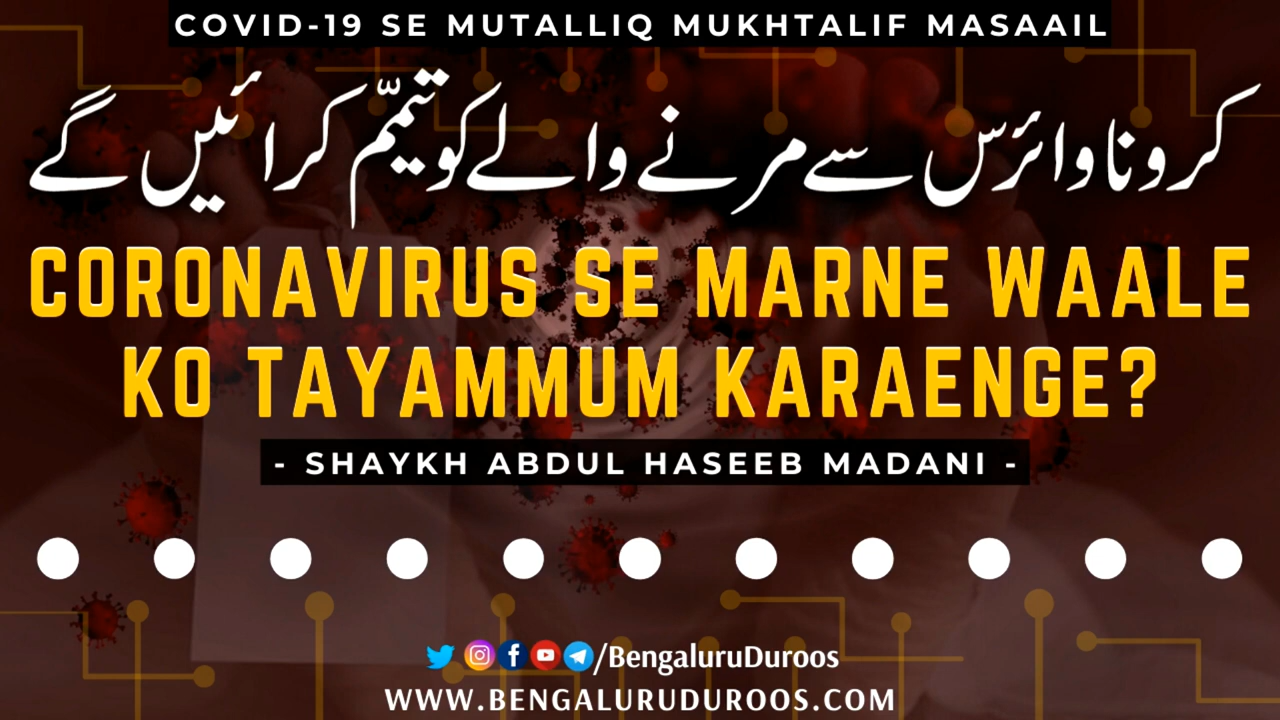 COVID-19 SE MUTALLIQ MUKHTALIF MASAAIL
کرونا وائرس سے مرنے والے کو تیمّم کرائیں گے
CORONAVIRUS SE MARNE WAALE
KO TAYAMMUM KARAENGE?
- SHAYKH ABDUL HASEEB MADANI -
/BengaluruDuroos
WWW.BENGALURUDUROOS.COM